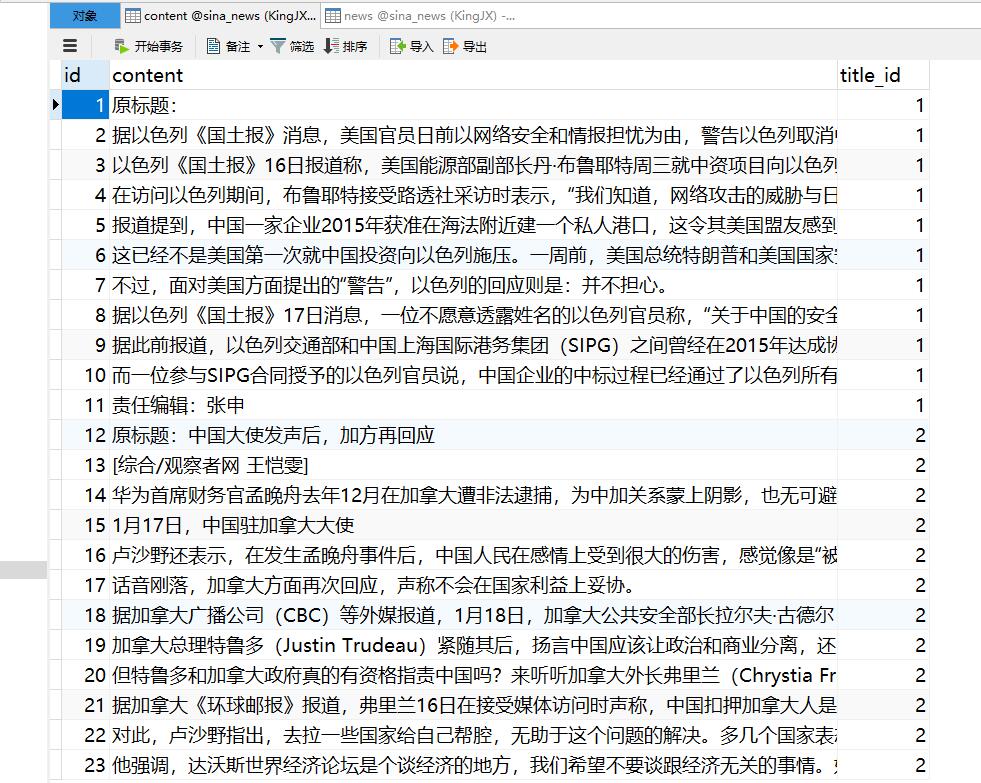 对象 content @sina_news (KingJX... news @sina_news (KingJX) -...
开始事务 备注 筛选 排序 导入 导出
id content title_id
1 原标题： 1
2 据以色列《国土报》消息，美国官员日前以网络安全和情报担忧为由，警告以色列取消 1
3 以色列《国土报》16日报道称，美国能源部副部长丹·布鲁耶特周三就中资项目向以色列 1
4 在访问以色列期间，布鲁耶特接受路透社采访时表示，“我们知道，网络攻击的威胁与日 1
5 报道提到，中国一家企业2015年获准在海法附近建一个私人港口，这令其美国盟友感到 1
6 这已经不是美国第一次就中国投资向以色列施压。一周前，美国总统特朗普和美国国家 1
7 不过，面对美国方面提出的“警告”，以色列的回应则是：并不担心。 1
8 据以色列《国土报》17日消息，一位不愿意透露姓名的以色列官员称，“关于中国的安全 1
9 据此前报道，以色列交通部和中国上海国际港务集团（SIPG）之间曾经在2015年达成协 1
10 而一位参与SIPG合同授予的以色列官员说，中国企业的中标过程已经通过了以色列所有 1
11 责任编辑：张申 1
12 原标题：中国大使发声后，加方再回应 2
13 [综合/观察者网 王恺雯] 2
14 华为首席财务官孟晚舟去年12月在加拿大遭非法逮捕，为中加关系蒙上阴影，也无可避 2
15 1月17日，中国驻加拿大大使 2
16 卢沙野还表示，在发生孟晚舟事件后，中国人民在感情上受到很大的伤害，感觉像是“被 2
17 话音刚落，加拿大方面再次回应，声称不会在国家利益上妥协。 2
18 据加拿大广播公司（CBC）等外媒报道，1月18日，加拿大公共安全部长拉尔夫·古德尔 2
19 加拿大总理特鲁多（Justin Trudeau）紧随其后，扬言中国应该让政治和商业分离，还 2
20 但特鲁多和加拿大政府真的有资格指责中国吗？来听听加拿大外长弗里兰（Chrystia Fr 2
21 据加拿大《环球邮报》报道，弗里兰16日在接受媒体访问时声称，中国扣押加拿大人是 2
22 对此，卢沙野指出，去拉一些国家给自己帮腔，无助于这个问题的解决。多几个国家表 2
23 他强调，达沃斯世界经济论坛是个谈经济的地方，我们希望不要谈跟经济无关的事情。 2